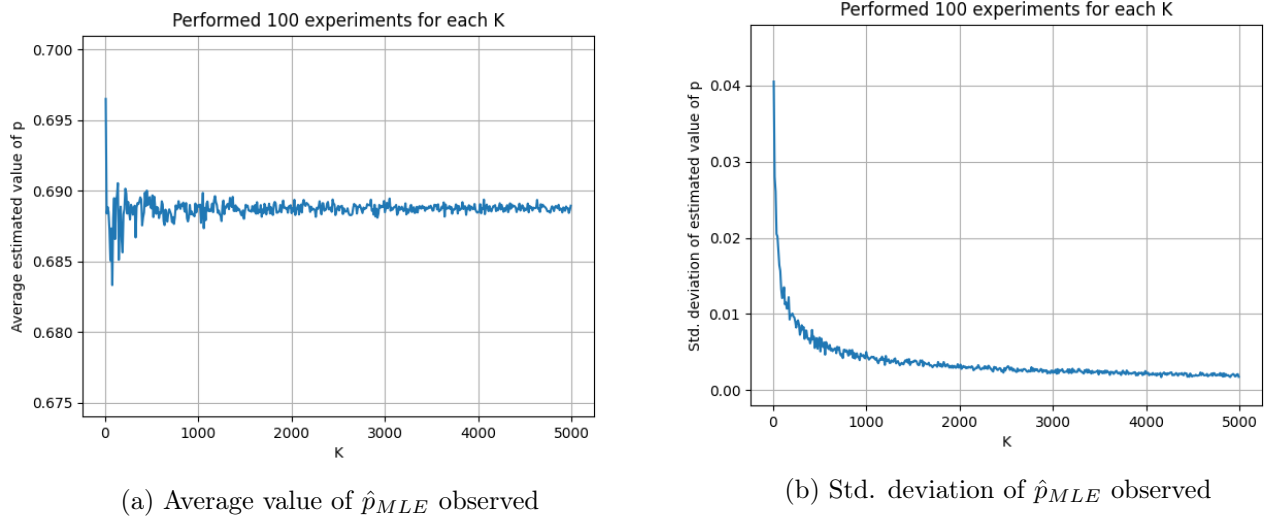 Performed 100 experiments for each K
0.700
0.695
0.690
0.685
0.680
0.675
Average estimated value of p
0
1000
2000
3000
4000
5000
K
(a) Average value of p̂_MLE observed
Performed 100 experiments for each K
0.04
0.03
0.02
0.01
0.00
Std. deviation of estimated value of p
0
1000
2000
3000
4000
5000
K
(b) Std. deviation of p̂_MLE observed